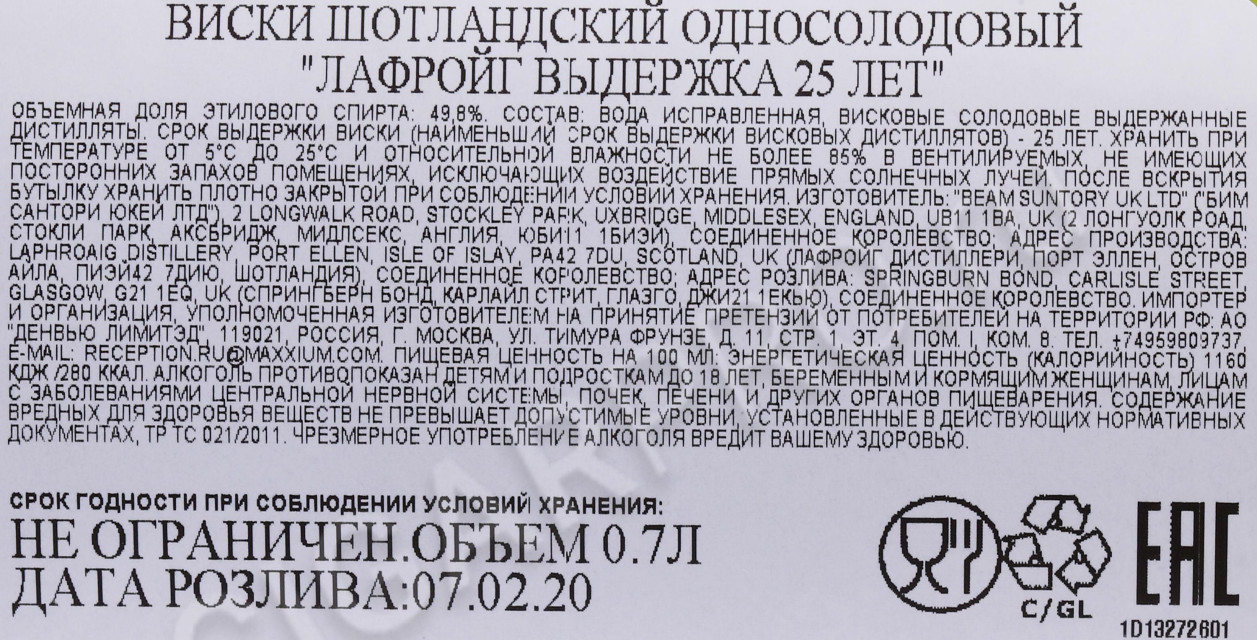 ВИСКИ ШОТЛАНДСКИЙ ОДНОСОЛОДОВЫЙ
"ЛАФРОЙГ ВЫДЕРЖКА 25 ЛЕТ"
ОБЪЕМНАЯ ДОЛЯ ЭТИЛОВОГО СПИРТА: 49,8%. СОСТАВ: ВОДА ИСПРАВЛЕННАЯ, ВИСКОВЫЕ СОЛОДОВЫЕ ВЫДЕРЖАННЫЕ
ДИСТИЛЛЯТЫ. СРОК ВЫДЕРЖКИ ВИСКИ (НАИМЕНЬШИЙ СРОК ВЫДЕРЖКИ ВИСКОВЫХ ДИСТИЛЛЯТОВ) - 25 ЛЕТ. ХРАНИТЬ ПРИ
ТЕМПЕРАТУРЕ ОТ 5°С ДО 25°С И ОТНОСИТЕЛЬНОЙ ВЛАЖНОСТИ НЕ БОЛЕЕ 85% В ВЕНТИЛИРУЕМЫХ, НЕ ИМЕЮЩИХ
ПОСТОРОННИХ ЗАПАХОВ ПОМЕЩЕНИЯХ, ИСКЛЮЧАЮЩИХ ВОЗДЕЙСТВИЕ ПРЯМЫХ СОЛНЕЧНЫХ ЛУЧЕЙ. ПОСЛЕ ВСКРЫТИЯ
БУТЫЛКУ ХРАНИТЬ ПЛОТНО ЗАКРЫТОЙ ПРИ СОБЛЮДЕНИИ УСЛОВИЙ ХРАНЕНИЯ. ИЗГОТОВИТЕЛЬ: "BEAM SUNTORY UK LTD" ("БИМ
САНТОРИ ЮКЕЙ ЛТД"), 2 LONGWALK ROAD, STOCKLEY PARK, UXBRIDGE, MIDDLESEX, ENGLAND, UB11 1BA, UK (2 ЛОНГУОЛК РОАД,
СТОКЛИ ПАРК, АКСБРИДЖ, МИДЛСЕКС, АНГЛИЯ, ЮБИ11 1БИЭЙ), СОЕДИНЕННОЕ КОРОЛЕВСТВО; АДРЕС ПРОИЗВОДСТВА:
LAPHROAIG DISTILLERY, PORT ELLEN, ISLE OF ISLAY, PA42 7DU, SCOTLAND, UK (ЛАФРОЙГ ДИСТИЛЛЕРИ, ПОРТ ЭЛЛЕН, ОСТРОВ
АЙЛА, ПИЭЙ42 7ДИЮ, ШОТЛАНДИЯ), СОЕДИНЕННОЕ КОРОЛЕВСТВО; АДРЕС РОЗЛИВА: SPRINGBURN BOND, CARLISLE STREET,
GLASGOW, G21 1EQ, UK (СПРИНГБЕРН БОНД, КАРЛАЙЛ СТРИТ, ГЛАЗГО, ДЖИ21 1ЕКЬЮ), СОЕДИНЕННОЕ КОРОЛЕВСТВО. ИМПОРТЕР
И ОРГАНИЗАЦИЯ, УПОЛНОМОЧЕННАЯ ИЗГОТОВИТЕЛЕМ НА ПРИНЯТИЕ ПРЕТЕНЗИЙ ОТ ПОТРЕБИТЕЛЕЙ НА ТЕРРИТОРИИ РФ: АО
"ДЕНВЬЮ ЛИМИТЭД", 119021, РОССИЯ, Г. МОСКВА, УЛ. ТИМУРА ФРУНЗЕ, Д. 11, СТР. 1, ЭТ. 4, ПОМ. I, КОМ. 8. ТЕЛ. +74959809737,
E-MAIL: RECEPTION.RU@MAXXIUM.COM. ПИЩЕВАЯ ЦЕННОСТЬ НА 100 МЛ: ЭНЕРГЕТИЧЕСКАЯ ЦЕННОСТЬ (КАЛОРИЙНОСТЬ) 1160
КДЖ /280 ККАЛ. АЛКОГОЛЬ ПРОТИВОПОКАЗАН ДЕТЯМ И ПОДРОСТКАМ ДО 18 ЛЕТ, БЕРЕМЕННЫМ И КОРМЯЩИМ ЖЕНЩИНАМ, ЛИЦАМ
С ЗАБОЛЕВАНИЯМИ ЦЕНТРАЛЬНОЙ НЕРВНОЙ СИСТЕМЫ, ПОЧЕК, ПЕЧЕНИ И ДРУГИХ ОРГАНОВ ПИЩЕВАРЕНИЯ. СОДЕРЖАНИЕ
ВРЕДНЫХ ДЛЯ ЗДОРОВЬЯ ВЕЩЕСТВ НЕ ПРЕВЫШАЕТ ДОПУСТИМЫЕ УРОВНИ, УСТАНОВЛЕННЫЕ В ДЕЙСТВУЮЩИХ НОРМАТИВНЫХ
ДОКУМЕНТАХ, ТР ТС 021/2011. ЧРЕЗМЕРНОЕ УПОТРЕБЛЕНИЕ АЛКОГОЛЯ ВРЕДИТ ВАШЕМУ ЗДОРОВЬЮ.
СРОК ГОДНОСТИ ПРИ СОБЛЮДЕНИИ УСЛОВИЙ ХРАНЕНИЯ:
НЕ ОГРАНИЧЕН.ОБЪЕМ 0.7Л
ДАТА РОЗЛИВА:07.02.20
C/GL
EAC
1D13272601